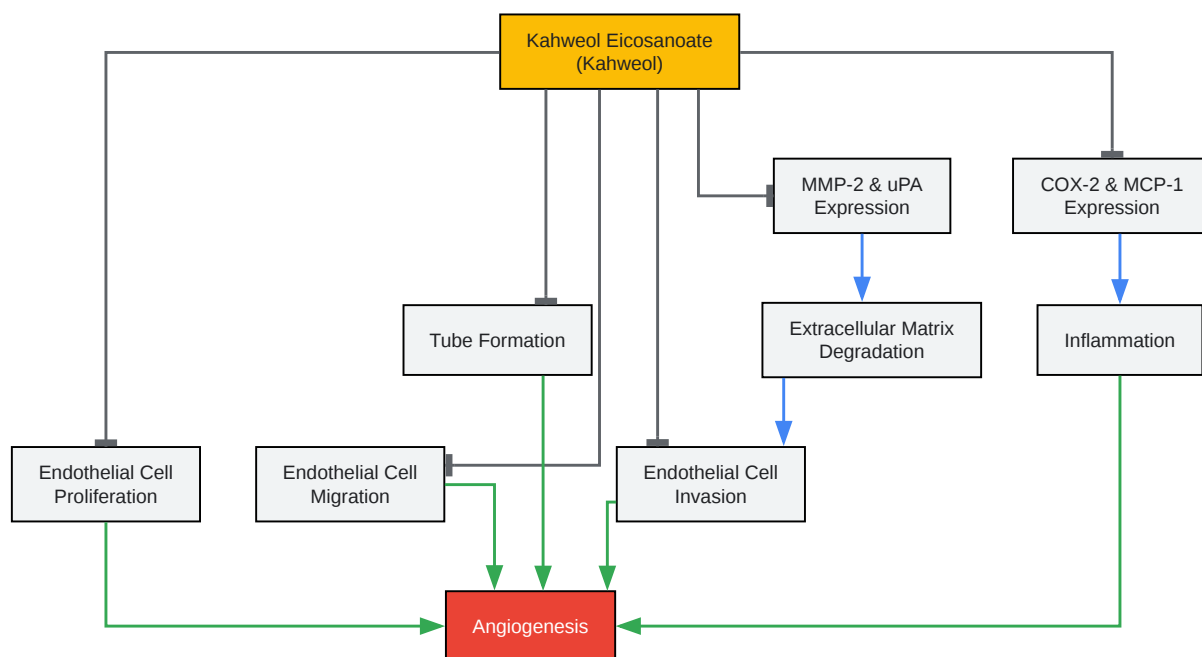 Kahweol Eicosanoate
(Kahweol)
MMP-2 & uPA
Expression
COX-2 & MCP-1
Expression
Tube Formation
Extracellular Matrix
Degradation
Inflammation
Endothelial Cell
Proliferation
Endothelial Cell
Migration
Endothelial Cell
Invasion
Angiogenesis